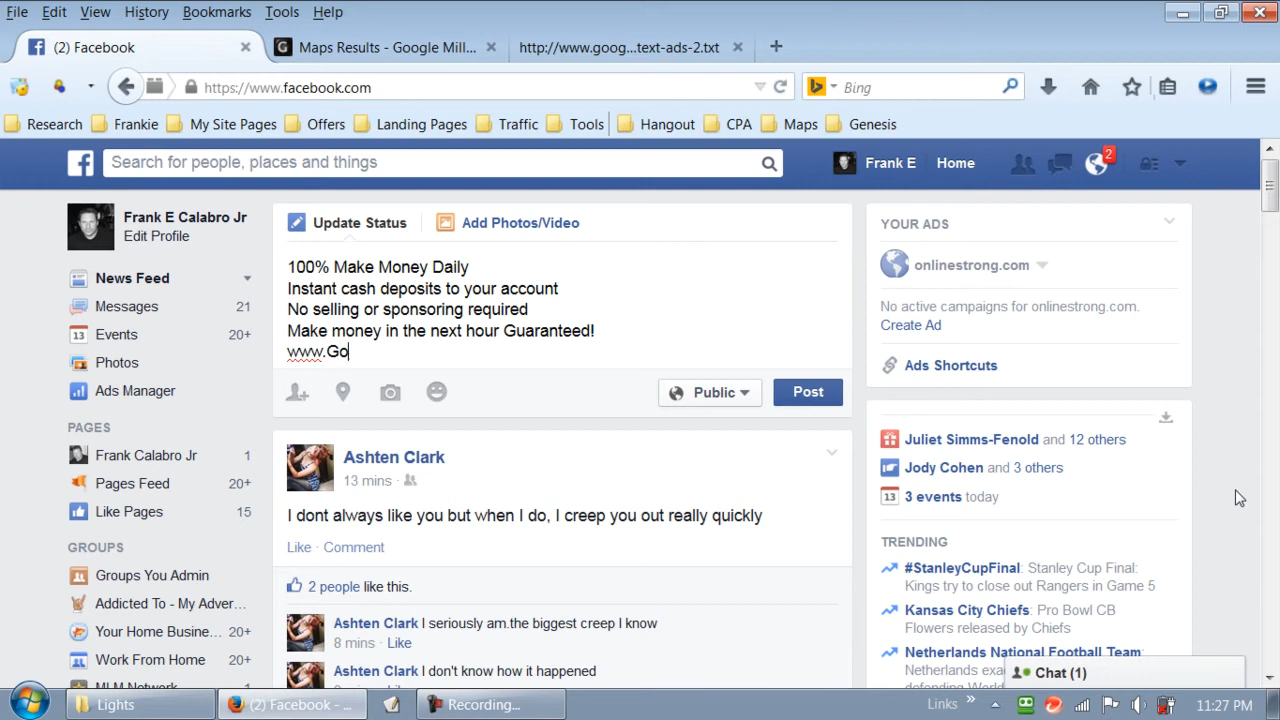 File Edit View History Bookmarks Tools Help
(2) Facebook
Maps Results - Google Mill...
http://www.goog...text-ads-2.txt
https://www.facebook.com
Bing
Research Frankie My Site Pages Offers Landing Pages Traffic Tools Hangout CPA Maps Genesis
Search for people, places and things
Frank E Home
2
Frank E Calabro Jr
Edit Profile
News Feed
Messages 21
Events 20+
Photos
Ads Manager
PAGES
Frank Calabro Jr 1
Pages Feed 20+
Like Pages 15
GROUPS
Groups You Admin
Addicted To - My Adver...
Your Home Busine... 20+
Work From Home 20+
MLM Network
Update Status
Add Photos/Video
100% Make Money Daily
Instant cash deposits to your account
No selling or sponsoring required
Make money in the next hour Guaranteed!
www.Go
Public
Post
Ashten Clark
13 mins
I dont always like you but when I do, I creep you out really quickly
Like · Comment
2 people like this.
Ashten Clark I seriously am.the biggest creep I know
8 mins · Like
Ashten Clark I don't know how it happened
YOUR ADS
onlinestrong.com
No active campaigns for onlinestrong.com.
Create Ad
Ads Shortcuts
Juliet Simms-Fenold and 12 others
Jody Cohen and 3 others
13
3 events today
TRENDING
#StanleyCupFinal: Stanley Cup Final:
Kings try to close out Rangers in Game 5
Kansas City Chiefs: Pro Bowl CB
Flowers released by Chiefs
Netherlands National Football Team:
Netherlands
Chat (1)
Lights
(2) Facebook - ...
Recording...
Links
11:27 PM